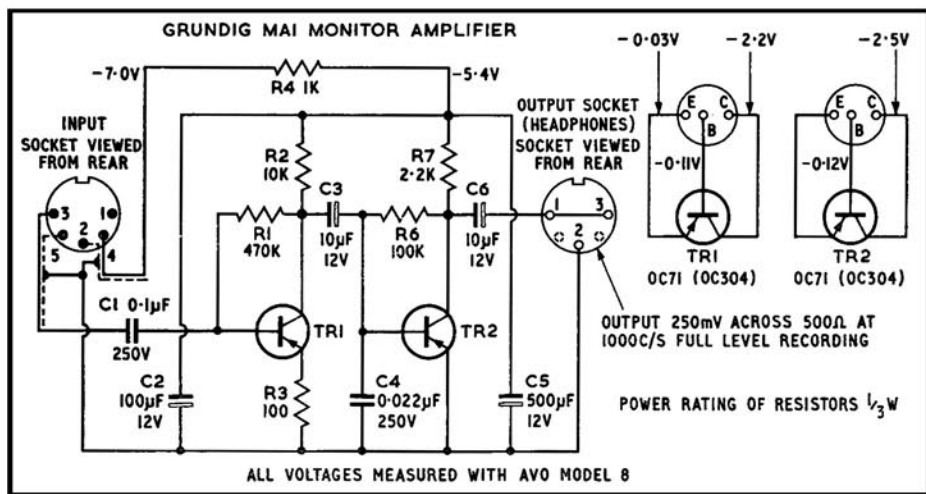 GRUNDIG MA1 MONITOR AMPLIFIER
-7·0V
R4 1K
-5·4V
-0·03V
-2·2V
-2·5V
INPUT
SOCKET VIEWED
FROM REAR
3
1
2
5
4
R2
10K
R7
2·2K
OUTPUT SOCKET
(HEADPHONES)
SOCKET VIEWED
FROM REAR
E
C
B
-0·11V
E
C
B
-0·12V
R1
470K
C3
10µF
12V
R6
100K
C6
10µF
12V
1
3
2
TR1
OC71 (OC304)
TR2
OC71 (OC304)
C1 0·1µF
250V
TR1
TR2
OUTPUT 250mV ACROSS 500Ω AT
1000C/S FULL LEVEL RECORDING
C2
100µF
12V
R3
100
C4
0·022µF
250V
C5
500µF
12V
POWER RATING OF RESISTORS 1/3 W
ALL VOLTAGES MEASURED WITH AVO MODEL 8